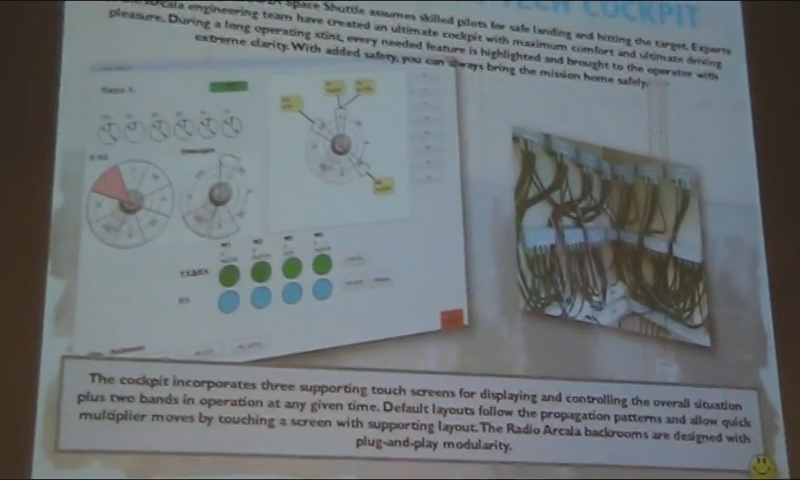 TECH COCKPIT
Space Shuttle assumes skilled pilots for safe landing and hitting the target. Experts
engineering team have created an ultimate cockpit with maximum comfort and ultimate driving
pleasure. During a long operating stint, every needed feature is highlighted and brought to the operator with
extreme clarity. With added safety, you can always bring the mission home safely.
Radio A
TX&RX
RX
The cockpit incorporates three supporting touch screens for displaying and controlling the overall situation
plus two bands in operation at any given time. Default layouts follow the propagation patterns and allow quick
multiplier moves by touching a screen with supporting layout. The Radio Arcala backrooms are designed with
plug-and-play modularity.